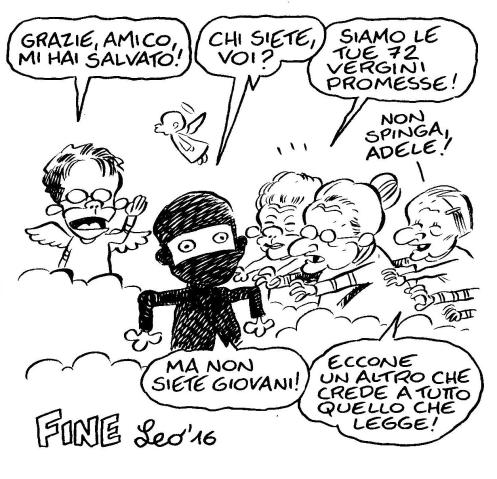 GRAZIE, AMICO,
MI HAI SALVATO!
CHI SIETE,
VOI?
SIAMO LE
TUE 72
VERGINI
PROMESSE!
NON
SPINGA,
ADELE!
MA NON
SIETE GIOVANI!
ECCONE
UN ALTRO CHE
CREDE A TUTTO
QUELLO CHE
LEGGE!
FINE Leo '16